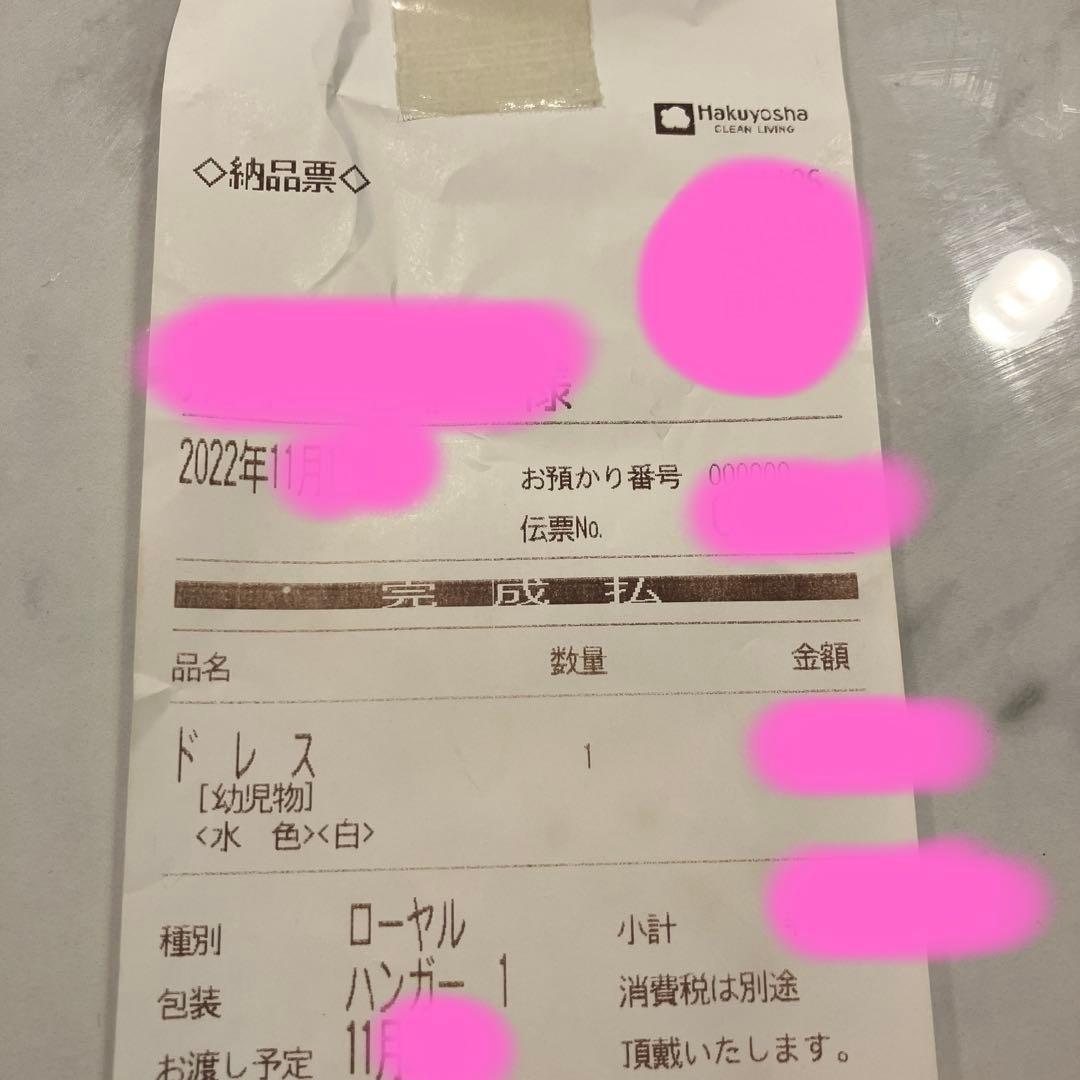 Hakuyosha
CLEAN LIVING
◇納品票◇
様
2022年11月
お預かり番号 000000
伝票No.
完成払
品名 数量 金額
ドレス 1
[幼児物]
<水 色><白>
種別 ローヤル 小計
包装 ハンガー 1 消費税は別途
お渡し予定 11月 頂戴いたします。